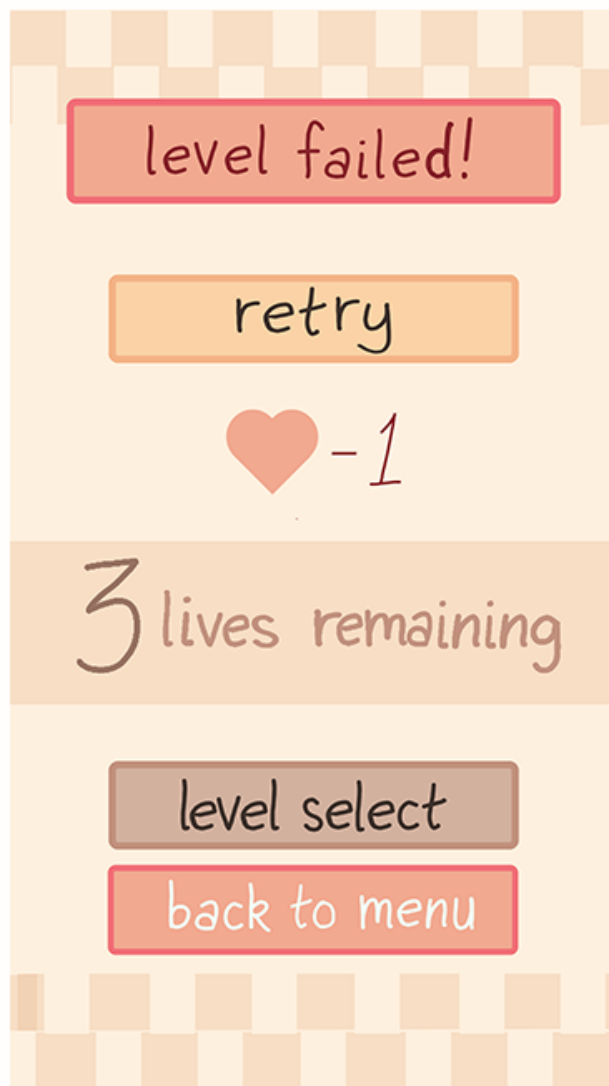 level failed!
retry
-1
3 lives remaining
level select
back to menu